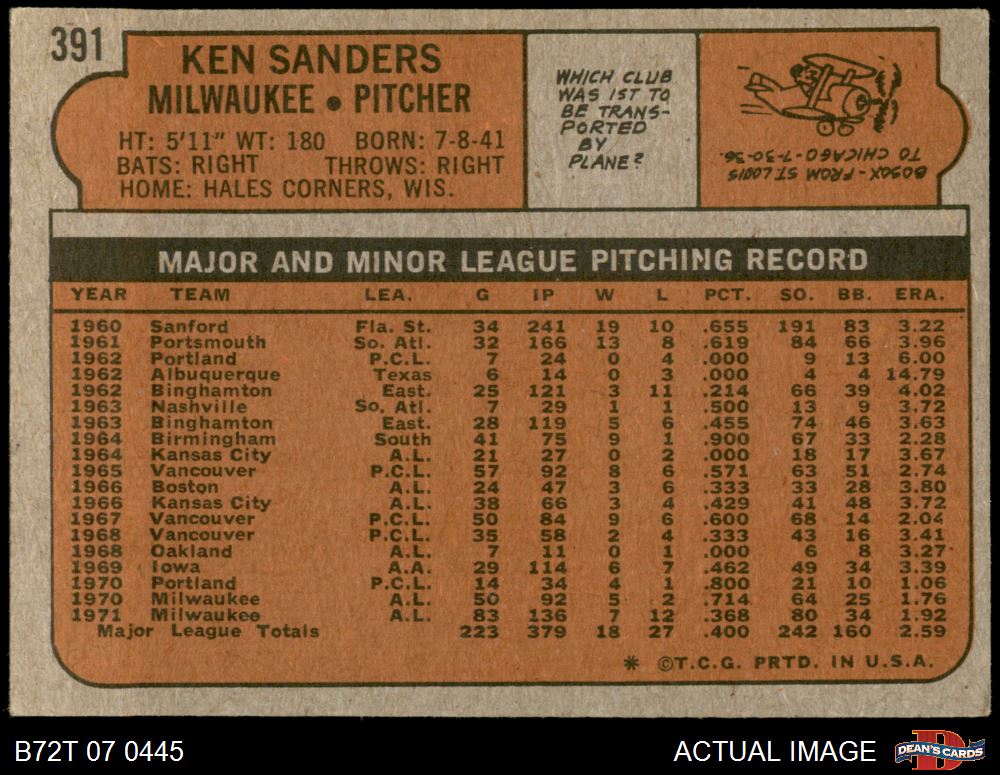 391
KEN SANDERS
MILWAUKEE • PITCHER
HT: 5'11" WT: 180 BORN: 7-8-41
BATS: RIGHT THROWS: RIGHT
HOME: HALES CORNERS, WIS.
WHICH CLUB
WAS 1ST TO
BE TRANS-
PORTED
BY
PLANE?
BOSOX-FROM ST. LOUIS
TO CHICAGO-7-30-36.
MAJOR AND MINOR LEAGUE PITCHING RECORD
YEAR TEAM LEA. G IP W L PCT. SO. BB. ERA.
1960 Sanford Fla. St. 34 241 19 10 .655 191 83 3.22
1961 Portsmouth So. Atl. 32 166 13 8 .619 84 66 3.96
1962 Portland P.C.L. 7 24 0 4 .000 9 13 6.00
1962 Albuquerque Texas 6 14 0 3 .000 4 4 14.79
1962 Binghamton East. 25 121 3 11 .214 66 39 4.02
1963 Nashville So. Atl. 7 29 1 1 .500 13 9 3.72
1963 Binghamton East. 28 119 5 6 .455 74 46 3.63
1964 Birmingham South 41 75 9 1 .900 67 33 2.28
1964 Kansas City A.L. 21 27 0 2 .000 18 17 3.67
1965 Vancouver P.C.L. 57 92 8 6 .571 63 51 2.74
1966 Boston A.L. 24 47 3 6 .333 33 28 3.80
1966 Kansas City A.L. 38 66 3 4 .429 41 48 3.72
1967 Vancouver P.C.L. 50 84 9 6 .600 68 14 2.04
1968 Vancouver P.C.L. 35 58 2 4 .333 43 16 3.41
1968 Oakland A.L. 7 11 0 1 .000 6 8 3.27
1969 Iowa A.A. 29 114 6 7 .462 49 34 3.39
1970 Portland P.C.L. 14 34 4 1 .800 21 10 1.06
1970 Milwaukee A.L. 50 92 5 2 .714 64 25 1.76
1971 Milwaukee A.L. 83 136 7 12 .368 80 34 1.92
Major League Totals 223 379 18 27 .400 242 160 2.59
* ©T.C.G. PRTD. IN U.S.A.
B72T 07 0445
ACTUAL IMAGE
DEAN'S CARDS